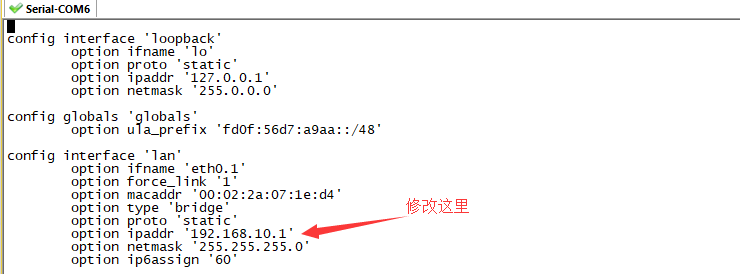 Serial-COM6
config interface 'loopback'
option ifname 'lo'
option proto 'static'
option ipaddr '127.0.0.1'
option netmask '255.0.0.0'
config globals 'globals'
option ula_prefix 'fd0f:56d7:a9aa::/48'
config interface 'lan'
option ifname 'eth0.1'
option force_link '1'
option macaddr '00:02:2a:07:1e:d4'
option type 'bridge'
option proto 'static'
修改这里
option ipaddr '192.168.10.1'
option netmask '255.255.255.0'
option ip6assign '60'